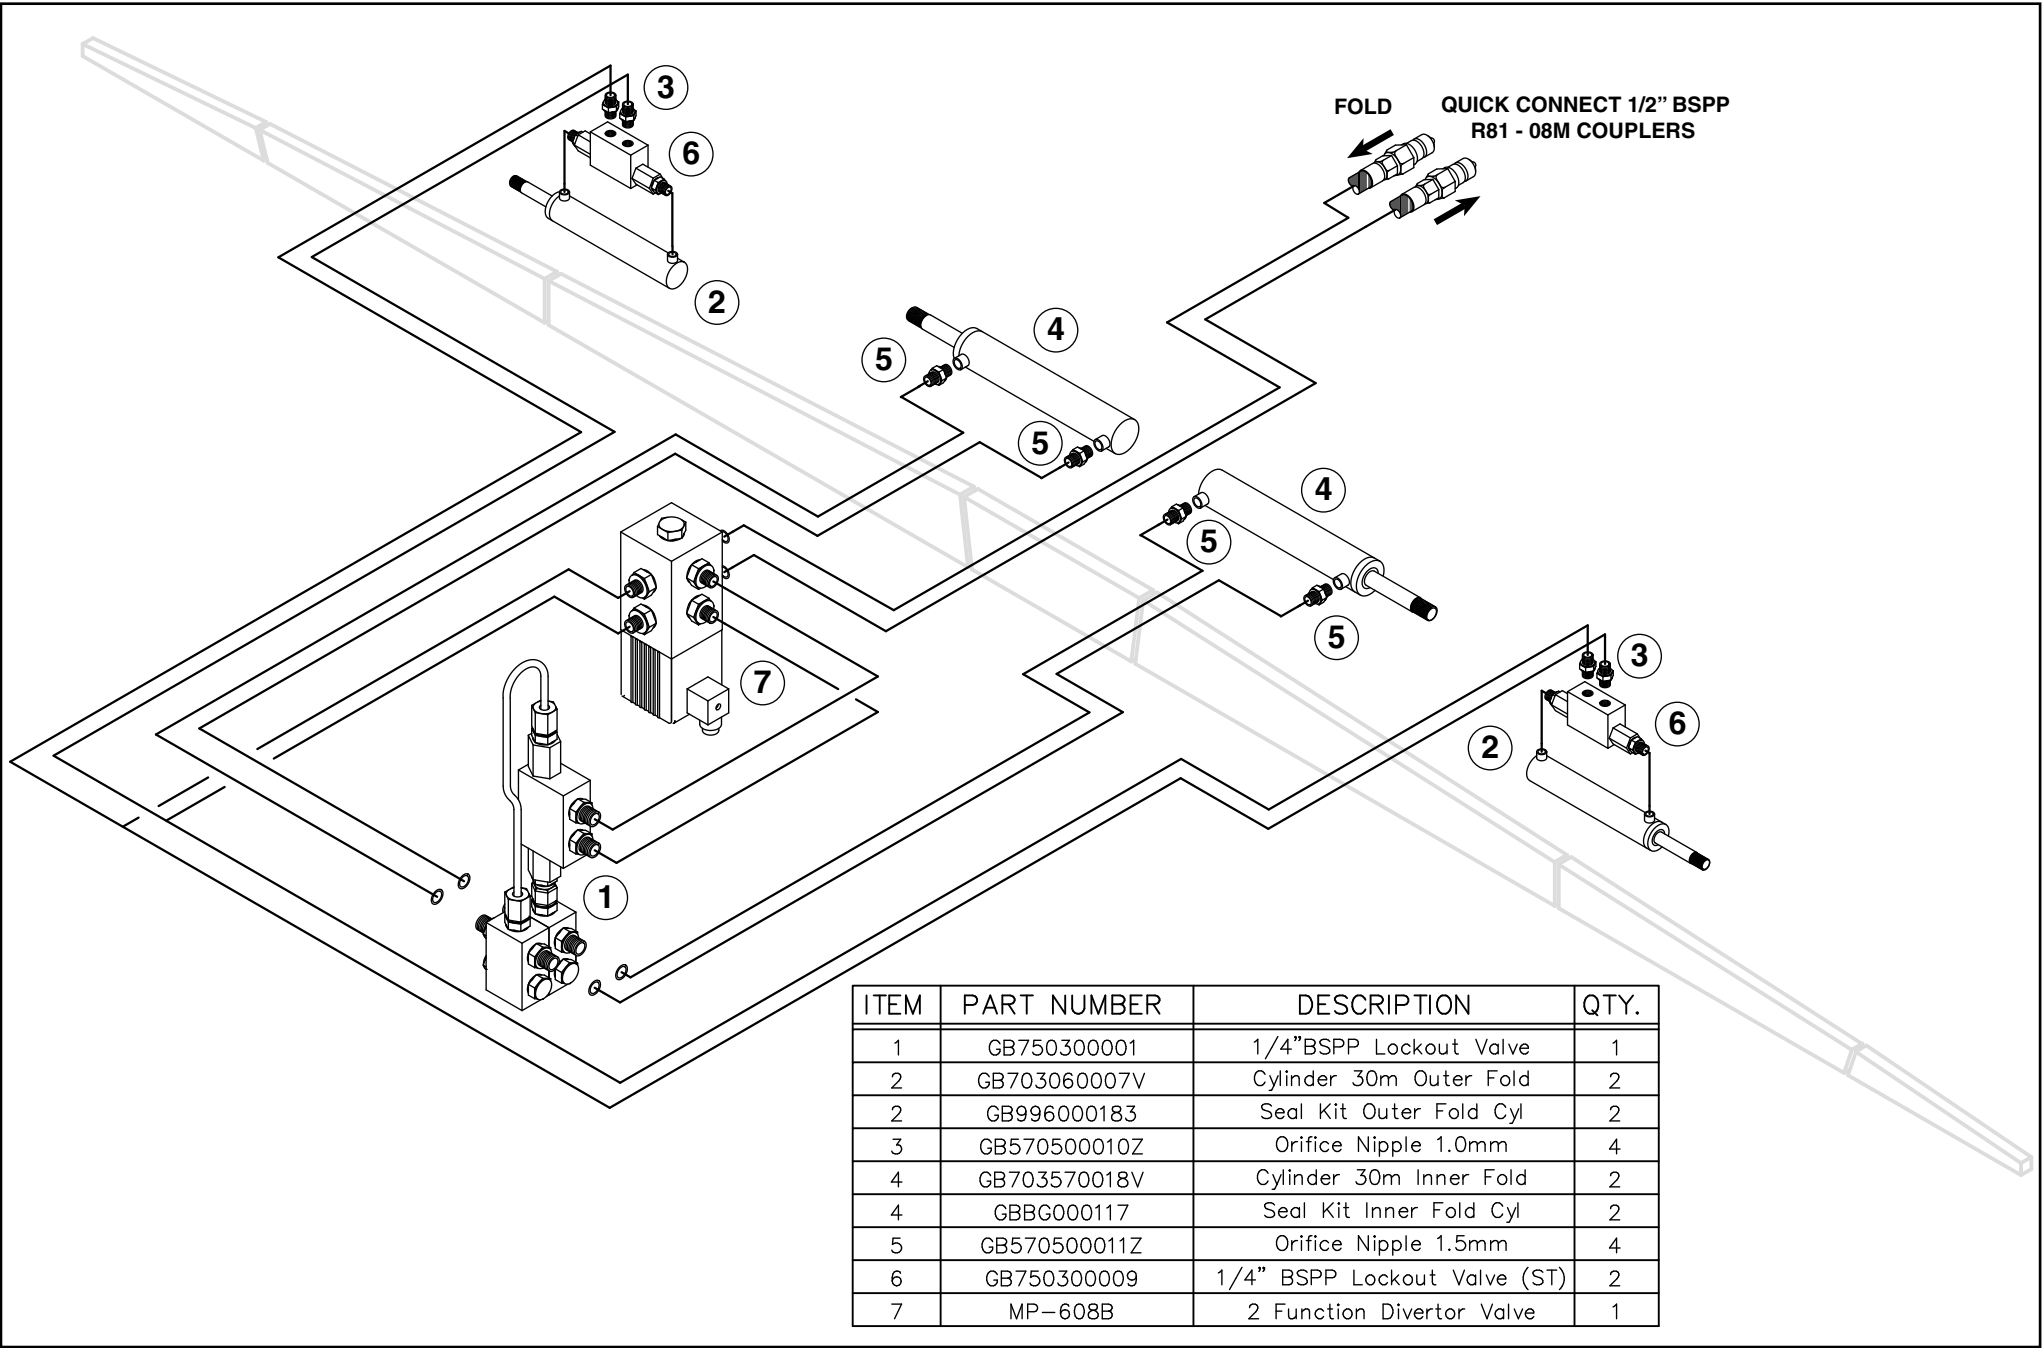 3
FOLD QUICK CONNECT 1/2” BSPP
R81 - 08M COUPLERS
6
2
4
5
5
4
5
5
3
7
6
2
1
ITEM PART NUMBER DESCRIPTION QTY.
1 GB750300001 1/4”BSPP Lockout Valve 1
2 GB703060007V Cylinder 30m Outer Fold 2
2 GB996000183 Seal Kit Outer Fold Cyl 2
3 GB570500010Z Orifice Nipple 1.0mm 4
4 GB703570018V Cylinder 30m Inner Fold 2
4 GBBG000117 Seal Kit Inner Fold Cyl 2
5 GB570500011Z Orifice Nipple 1.5mm 4
6 GB750300009 1/4” BSPP Lockout Valve (ST) 2
7 MP-608B 2 Function Divertor Valve 1